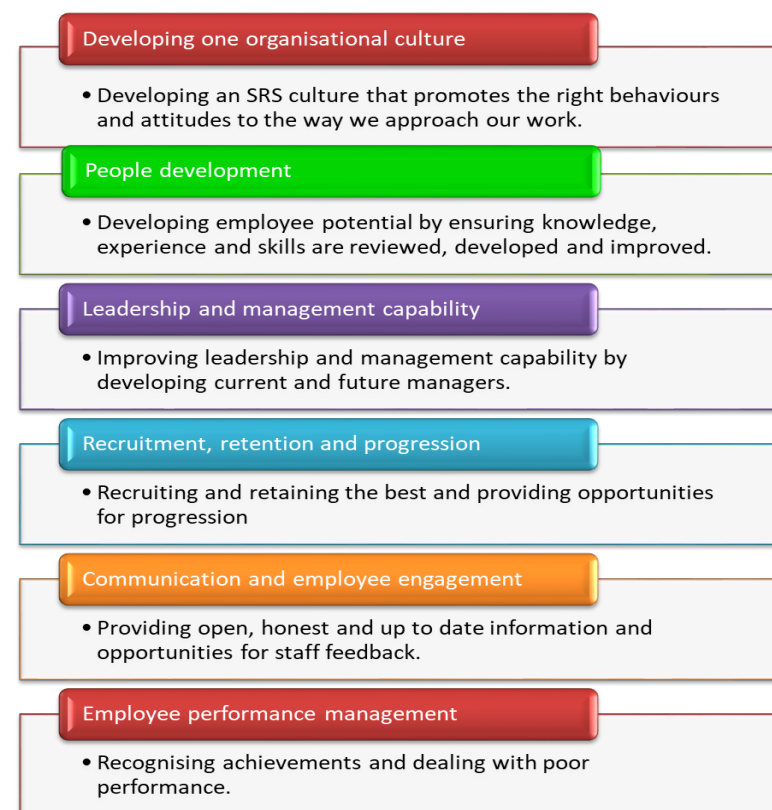 Developing one organisational culture
• Developing an SRS culture that promotes the right behaviours
and attitudes to the way we approach our work.
People development
• Developing employee potential by ensuring knowledge,
experience and skills are reviewed, developed and improved.
Leadership and management capability
• Improving leadership and management capability by
developing current and future managers.
Recruitment, retention and progression
• Recruiting and retaining the best and providing opportunities
for progression
Communication and employee engagement
• Providing open, honest and up to date information and
opportunities for staff feedback.
Employee performance management
• Recognising achievements and dealing with poor
performance.